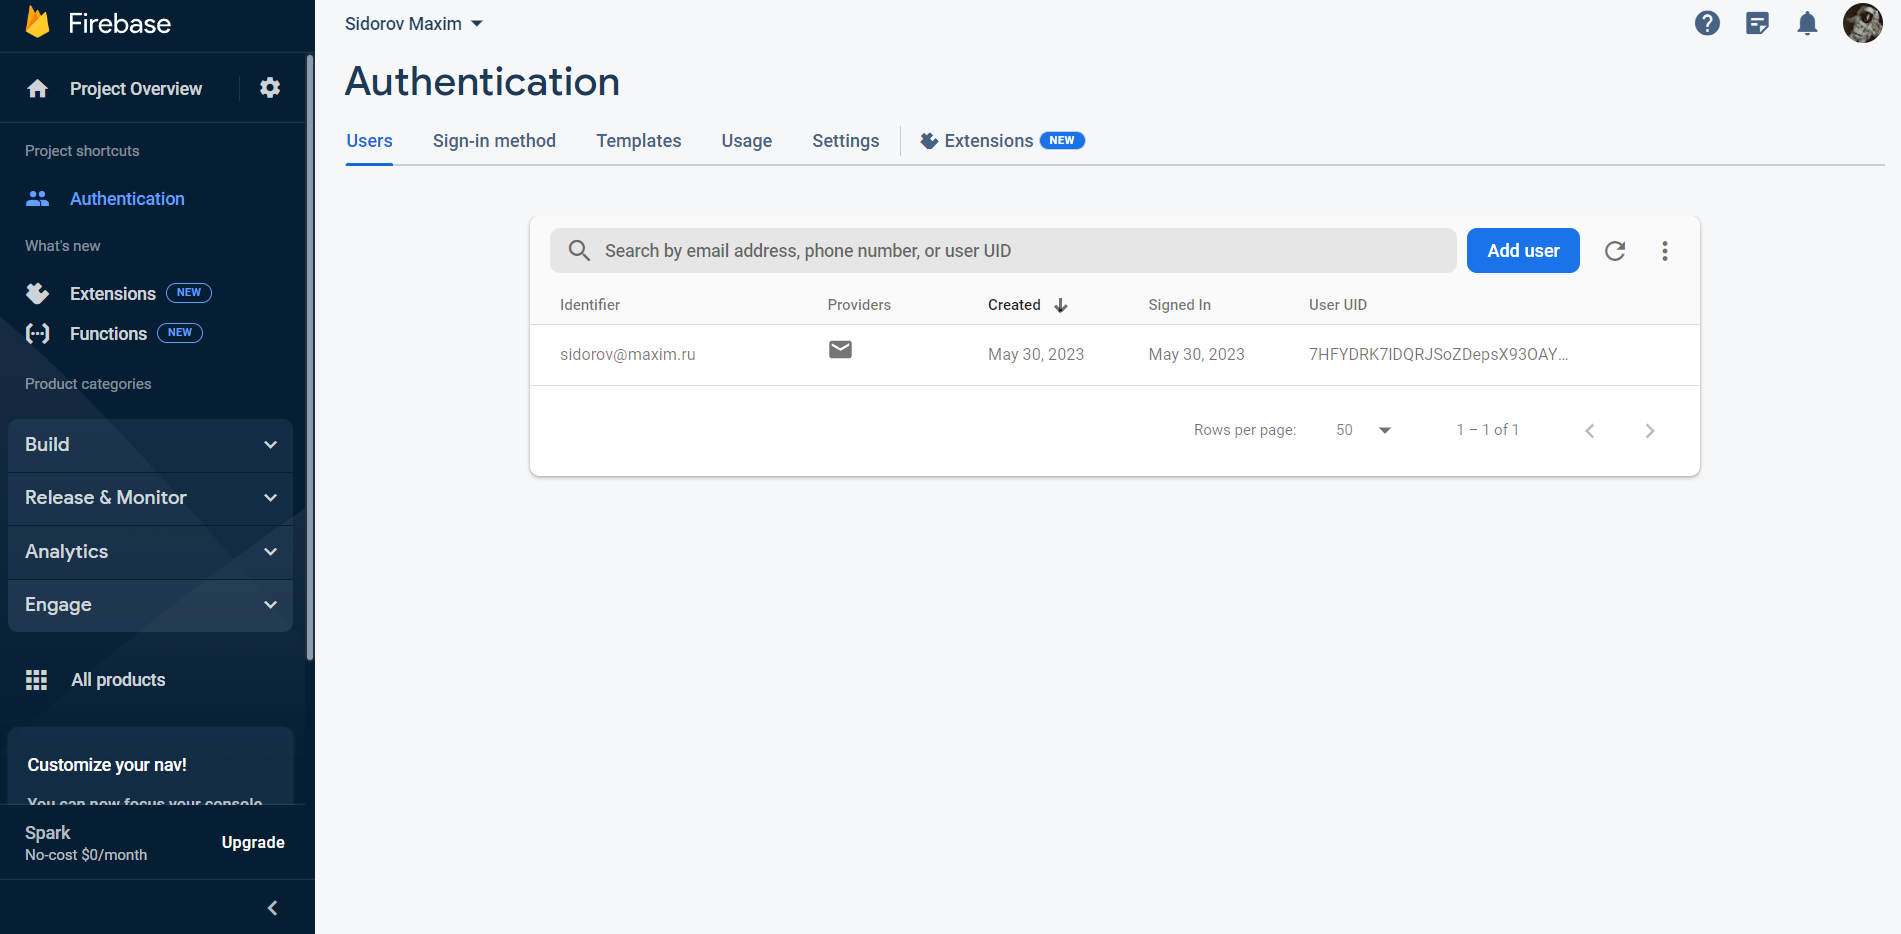 Firebase
Project Overview
Project shortcuts
Authentication
What's new
Extensions NEW
Functions NEW
Product categories
Build
Release & Monitor
Analytics
Engage
All products
Customize your nav!
You can now focus your console
Spark
No-cost $0/month
Upgrade
Sidorov Maxim
Authentication
Users Sign-in method Templates Usage Settings Extensions NEW
Search by email address, phone number, or user UID Add user
Identifier Providers Created Signed In User UID
sidorov@maxim.ru May 30, 2023 May 30, 2023 7HFYDRK7lDQRJSoZDepsX93OAY...
Rows per page: 50 1 – 1 of 1